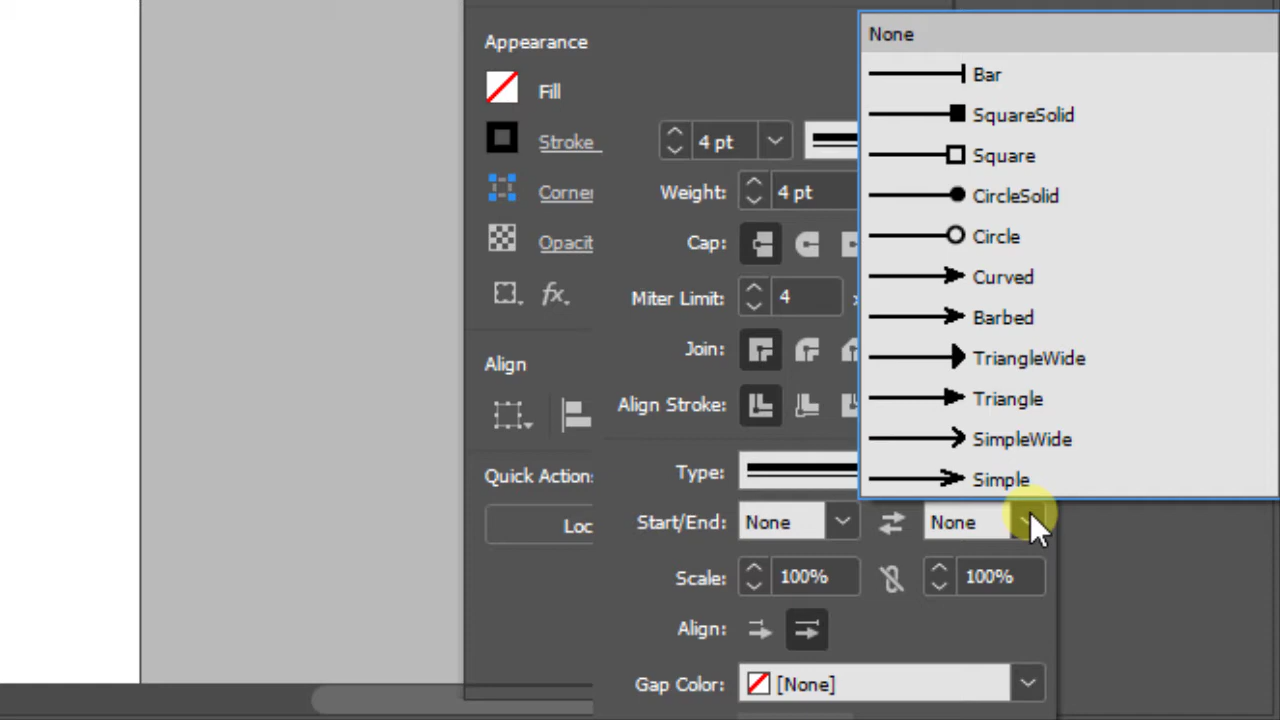 Appearance
Fill
Stroke
4 pt
Corner
Opacit
fx
Align
Quick Actions
Loc
Weight:
4 pt
Cap:
Miter Limit:
4
x
Join:
Align Stroke:
Type:
Start/End:
None
None
Scale:
100%
100%
Align:
Gap Color:
[None]
None
Bar
SquareSolid
Square
CircleSolid
Circle
Curved
Barbed
TriangleWide
Triangle
SimpleWide
Simple